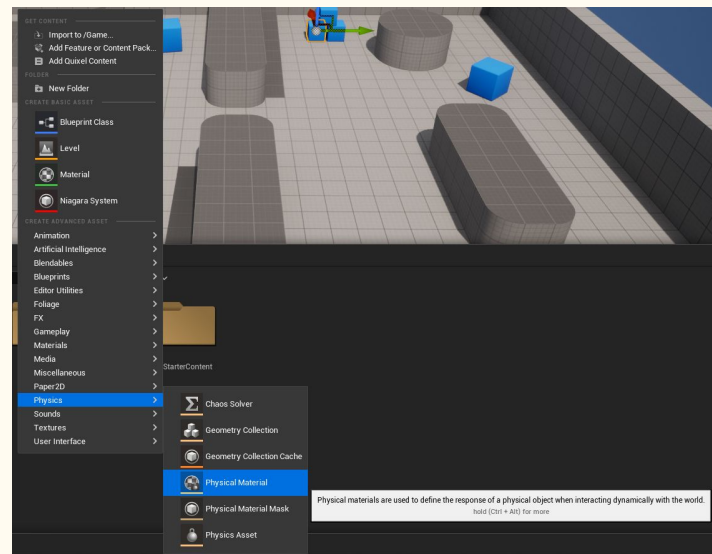 GET CONTENT
Import to /Game...
Add Feature or Content Pack...
Add Quixel Content
FOLDER
New Folder
CREATE BASIC ASSET
Blueprint Class
Level
Material
Niagara System
CREATE ADVANCED ASSET
Animation
Artificial Intelligence
Blendables
Blueprints
Editor Utilities
Foliage
FX
Gameplay
Materials
Media
Miscellaneous
Paper2D
Physics
Sounds
Textures
User Interface
StarterContent
Chaos Solver
Geometry Collection
Geometry Collection Cache
Physical Material
Physical Material Mask
Physics Asset
Physical materials are used to define the response of a physical object when interacting dynamically with the world.
hold (Ctrl + Alt) for more